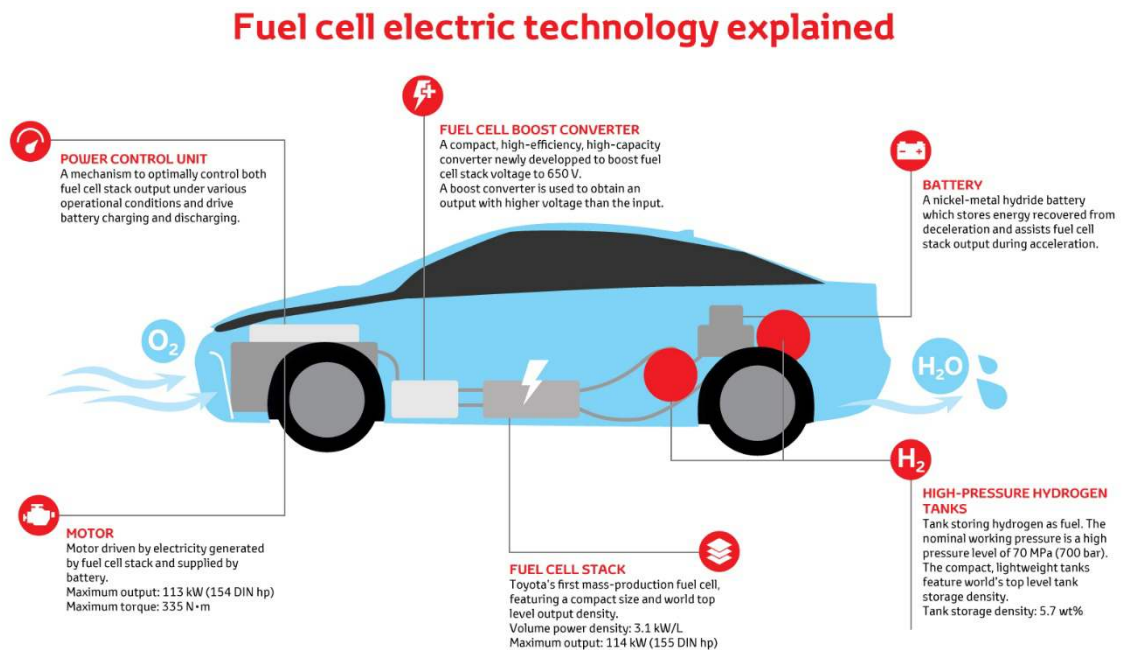 Fuel cell electric technology explained
POWER CONTROL UNIT
A mechanism to optimally control both
fuel cell stack output under various
operational conditions and drive
battery charging and discharging.
FUEL CELL BOOST CONVERTER
A compact, high-efficiency, high-capacity
converter newly developped to boost fuel
cell stack voltage to 650 V.
A boost converter is used to obtain an
output with higher voltage than the input.
BATTERY
A nickel-metal hydride battery
which stores energy recovered from
deceleration and assists fuel cell
stack output during acceleration.
O2
H2O
MOTOR
Motor driven by electricity generated
by fuel cell stack and supplied by
battery.
Maximum output: 113 kW (154 DIN hp)
Maximum torque: 335 N•m
FUEL CELL STACK
Toyota's first mass-production fuel cell,
featuring a compact size and world top
level output density.
Volume power density: 3.1 kW/L
Maximum output: 114 kW (155 DIN hp)
H2
HIGH-PRESSURE HYDROGEN
TANKS
Tank storing hydrogen as fuel. The
nominal working pressure is a high
pressure level of 70 MPa (700 bar).
The compact, lightweight tanks
feature world's top level tank
storage density.
Tank storage density: 5.7 wt%